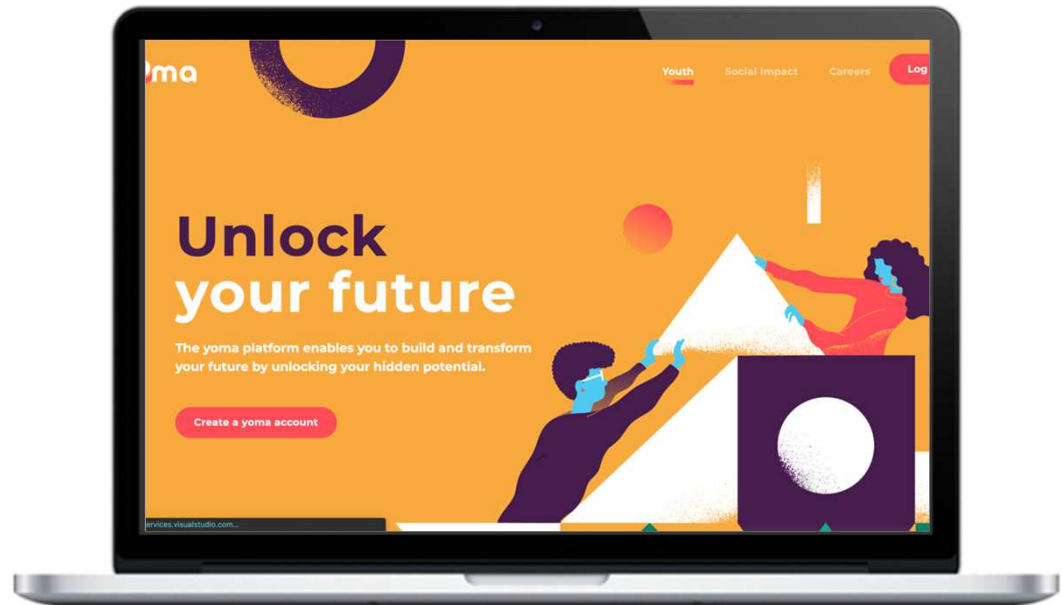 oma
Youth Social Impact Careers Log
Unlock
your future
The yoma platform enables you to build and transform
your future by unlocking your hidden potential.
Create a yoma account
ervices.visualstudio.com...